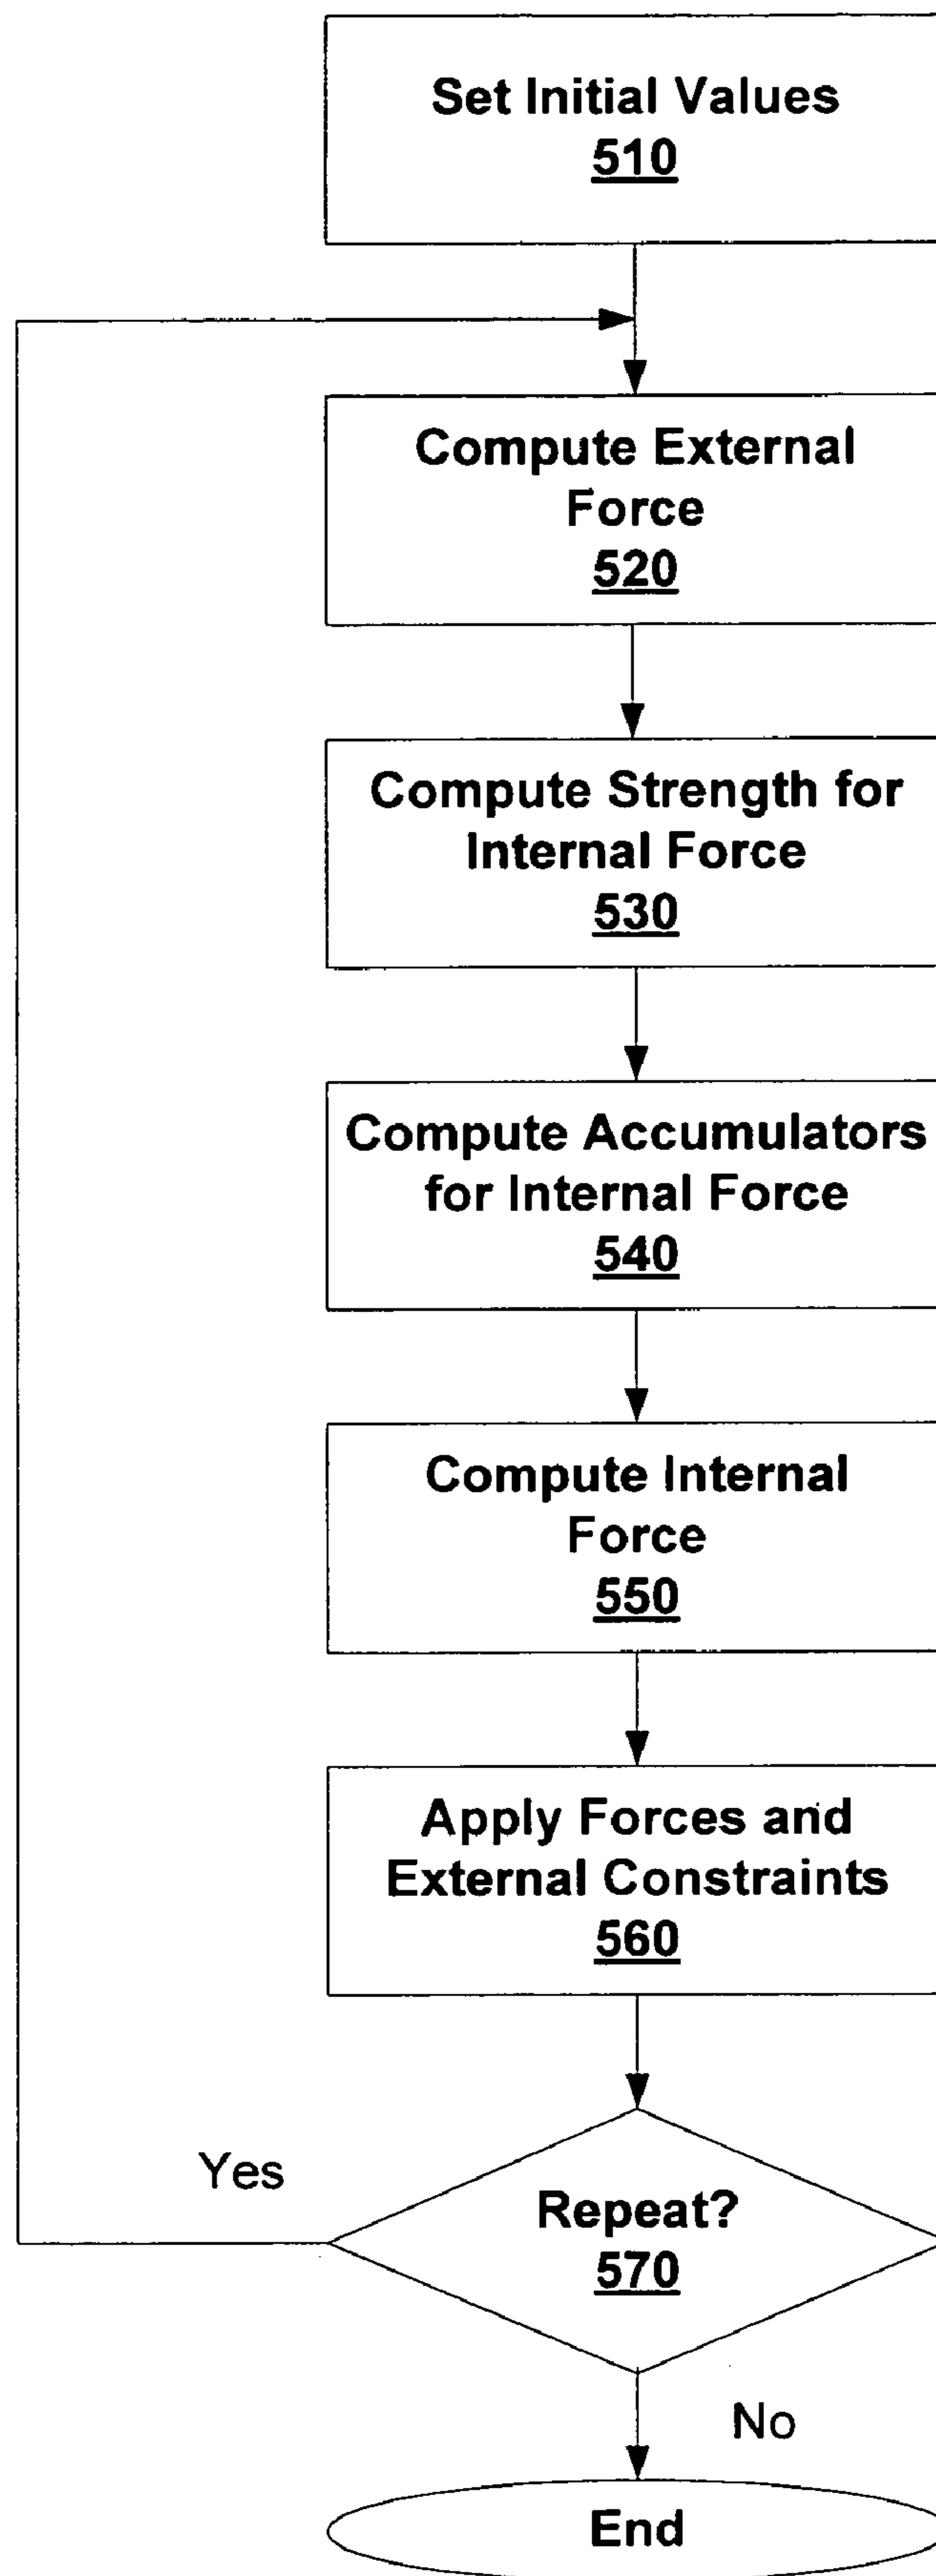 Set Initial Values
510
Compute External
Force
520
Compute Strength for
Internal Force
530
Compute Accumulators
for Internal Force
540
Compute Internal
Force
550
Apply Forces and
External Constraints
560
Yes
Repeat?
570
No
End